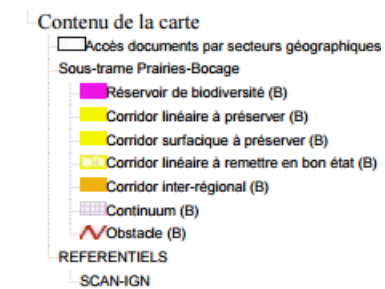 Contenu de la carte
Accès documents par secteurs géographiques
Sous-trame Prairies-Bocage
Réservoir de biodiversité (B)
Corridor linéaire à préserver (B)
Corridor surfacique à préserver (B)
Corridor linéaire à remettre en bon état (B)
Corridor inter-régional (B)
Continuum (B)
Obstacle (B)
REFERENTIELS
SCAN-IGN